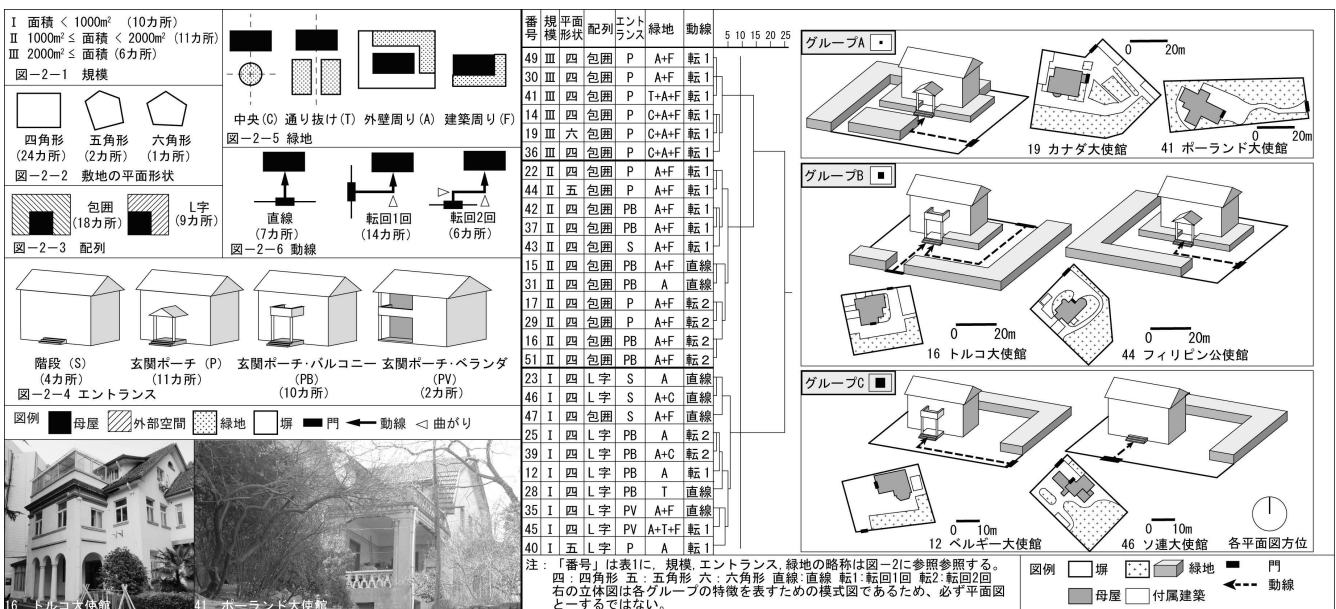 I 面積 < 1000m² (10カ所)
II 1000m²≤ 面積 < 2000m² (11カ所)
III 2000m²≤ 面積(6カ所)
図-2-1 規模
四角形 五角形 六角形
(24カ所) (2カ所) (1カ所)
図-2-2 敷地の平面形状
包囲
(18カ所)
L字
(9カ所)
図-2-3 配列
中央(C) 通り抜け(T) 外壁周り(A) 建築周り(F)
図-2-5 緑地
直線 転回1回 転回2回
(7カ所) (14カ所) (6カ所)
図-2-6 動線
階段(S) 玄関ポーチ(P) 玄関ポーチ・バルコニー 玄関ポーチ・ベランダ
(4カ所) (11カ所) (PB) (PV)
(10カ所) (2カ所)
図-2-4 エントランス
図例 母屋 外部空間 緑地 塀 門 動線 曲がり
16 トルコ大使館
41 ポーランド大使館
番号 規模 平面形状 配列 エントランス 緑地 動線 5 10 15 20 25
49 III 四 包囲 P A+F 転1
30 III 四 包囲 P A+F 転1
41 III 四 包囲 P T+A+F 転1
14 III 四 包囲 P C+A+F 転1
19 III 六 包囲 P C+A+F 転1
36 III 四 包囲 P C+A+F 転1
22 II 四 包囲 P A+F 転1
44 II 五 包囲 P A+F 転1
42 II 四 包囲 PB A+F 転1
37 II 四 包囲 PB A+F 転1
43 II 四 包囲 S A+F 転1
15 II 四 包囲 PB A+F 直線
31 II 四 包囲 PB A 直線
17 II 四 包囲 P A+F 転2
29 II 四 包囲 P A+F 転2
16 II 四 包囲 PB A+F 転2
51 II 四 包囲 PB A+F 転2
23 I 四 L字 S A 直線
46 I 四 L字 S A+C 直線
47 I 四 包囲 S A+F 直線
25 I 四 L字 PB A 転2
39 I 四 L字 PB A+C 転2
12 I 四 L字 PB A 転1
28 I 四 L字 PB T 直線
35 I 四 L字 PV A+F 直線
45 I 四 L字 PV A+T+F 転1
40 I 五 L字 P A 転1
注:「番号」は表1に、規模、エントランス、緑地の略称は図-2に参照参照する。
四:四角形 五:五角形 六:六角形 直線:直線 転1:転回1回 転2:転回2回
右の立体図は各グループの特徴を表すための模式図であるため、必ず平面図
と一するではない。
グループA
0 20m
19 カナダ大使館
0 20m
41 ポーランド大使館
グループB
0 20m
16 トルコ大使館
0 20m
44 フィリピン公使館
グループC
0 10m
12 ベルギー大使館
0 10m
46 ソ連大使館
各平面図方位
図例 塀 緑地 門
母屋 付属建築 動線